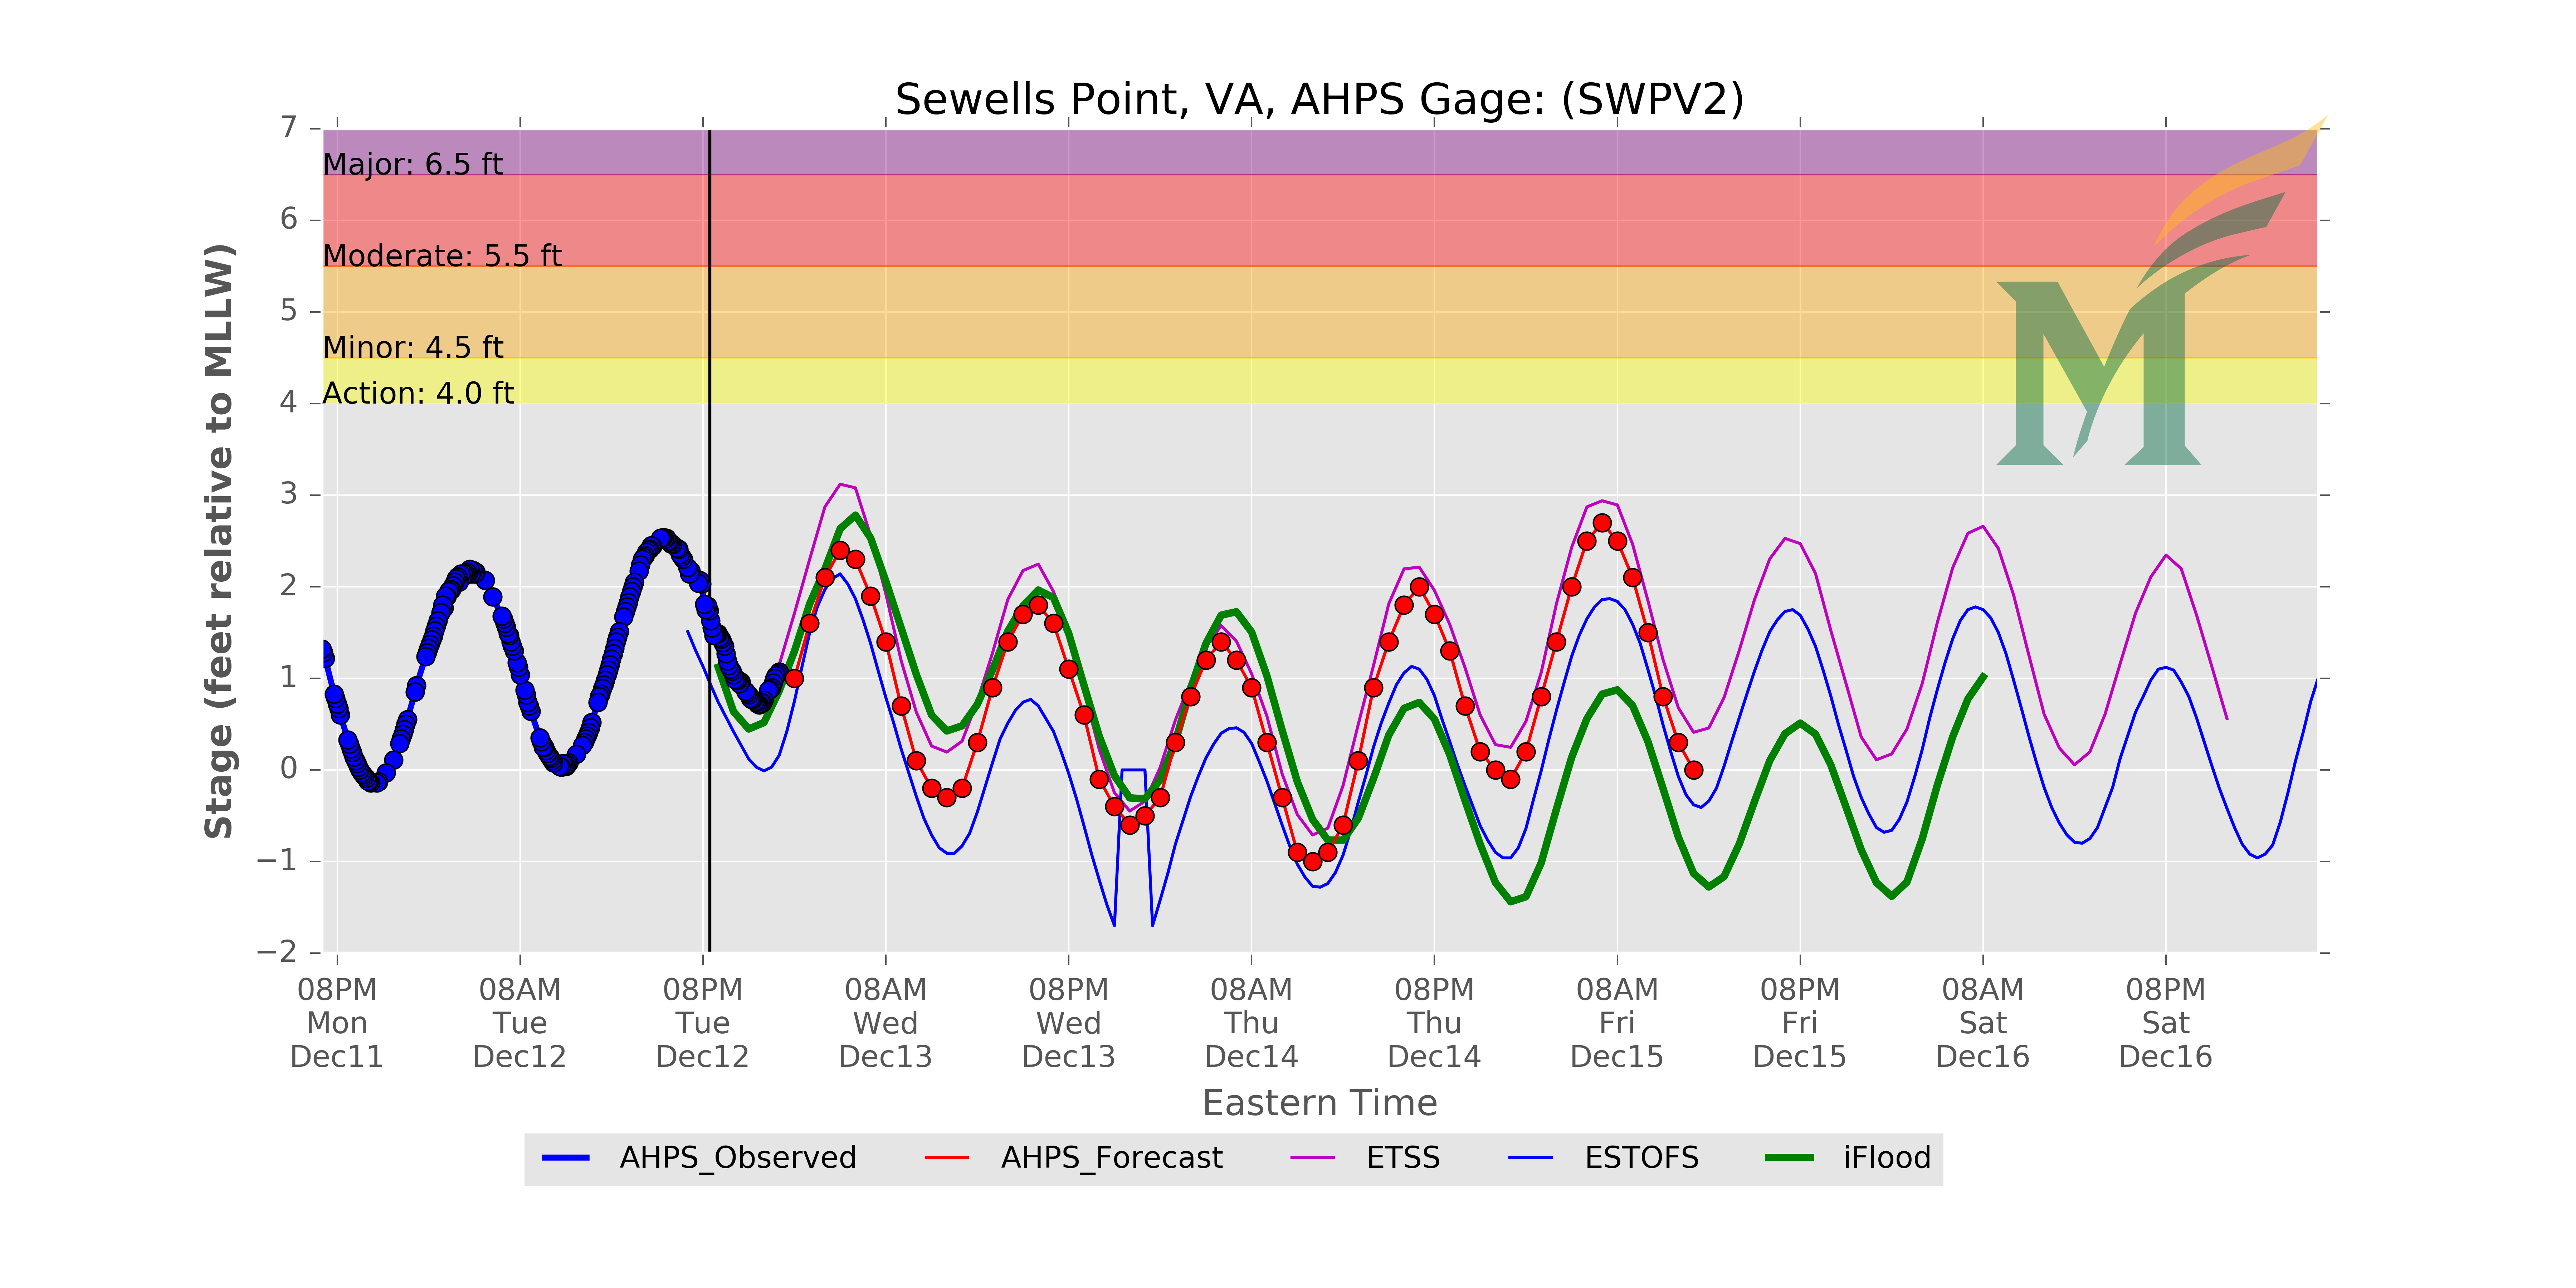 Sewells Point, VA, AHPS Gage: (SWPV2)
7
Major: 6.5 ft
6
Moderate: 5.5 ft
5
Minor: 4.5 ft
Action: 4.0 ft
4
3
2
1
0
−1
−2
Stage (feet relative to MLLW)
08PM
Mon
Dec11
08AM
Tue
Dec12
08PM
Tue
Dec12
08AM
Wed
Dec13
08PM
Wed
Dec13
08AM
Thu
Dec14
08PM
Thu
Dec14
08AM
Fri
Dec15
08PM
Fri
Dec15
08AM
Sat
Dec16
08PM
Sat
Dec16
Eastern Time
AHPS_Observed
AHPS_Forecast
ETSS
ESTOFS
iFlood
M